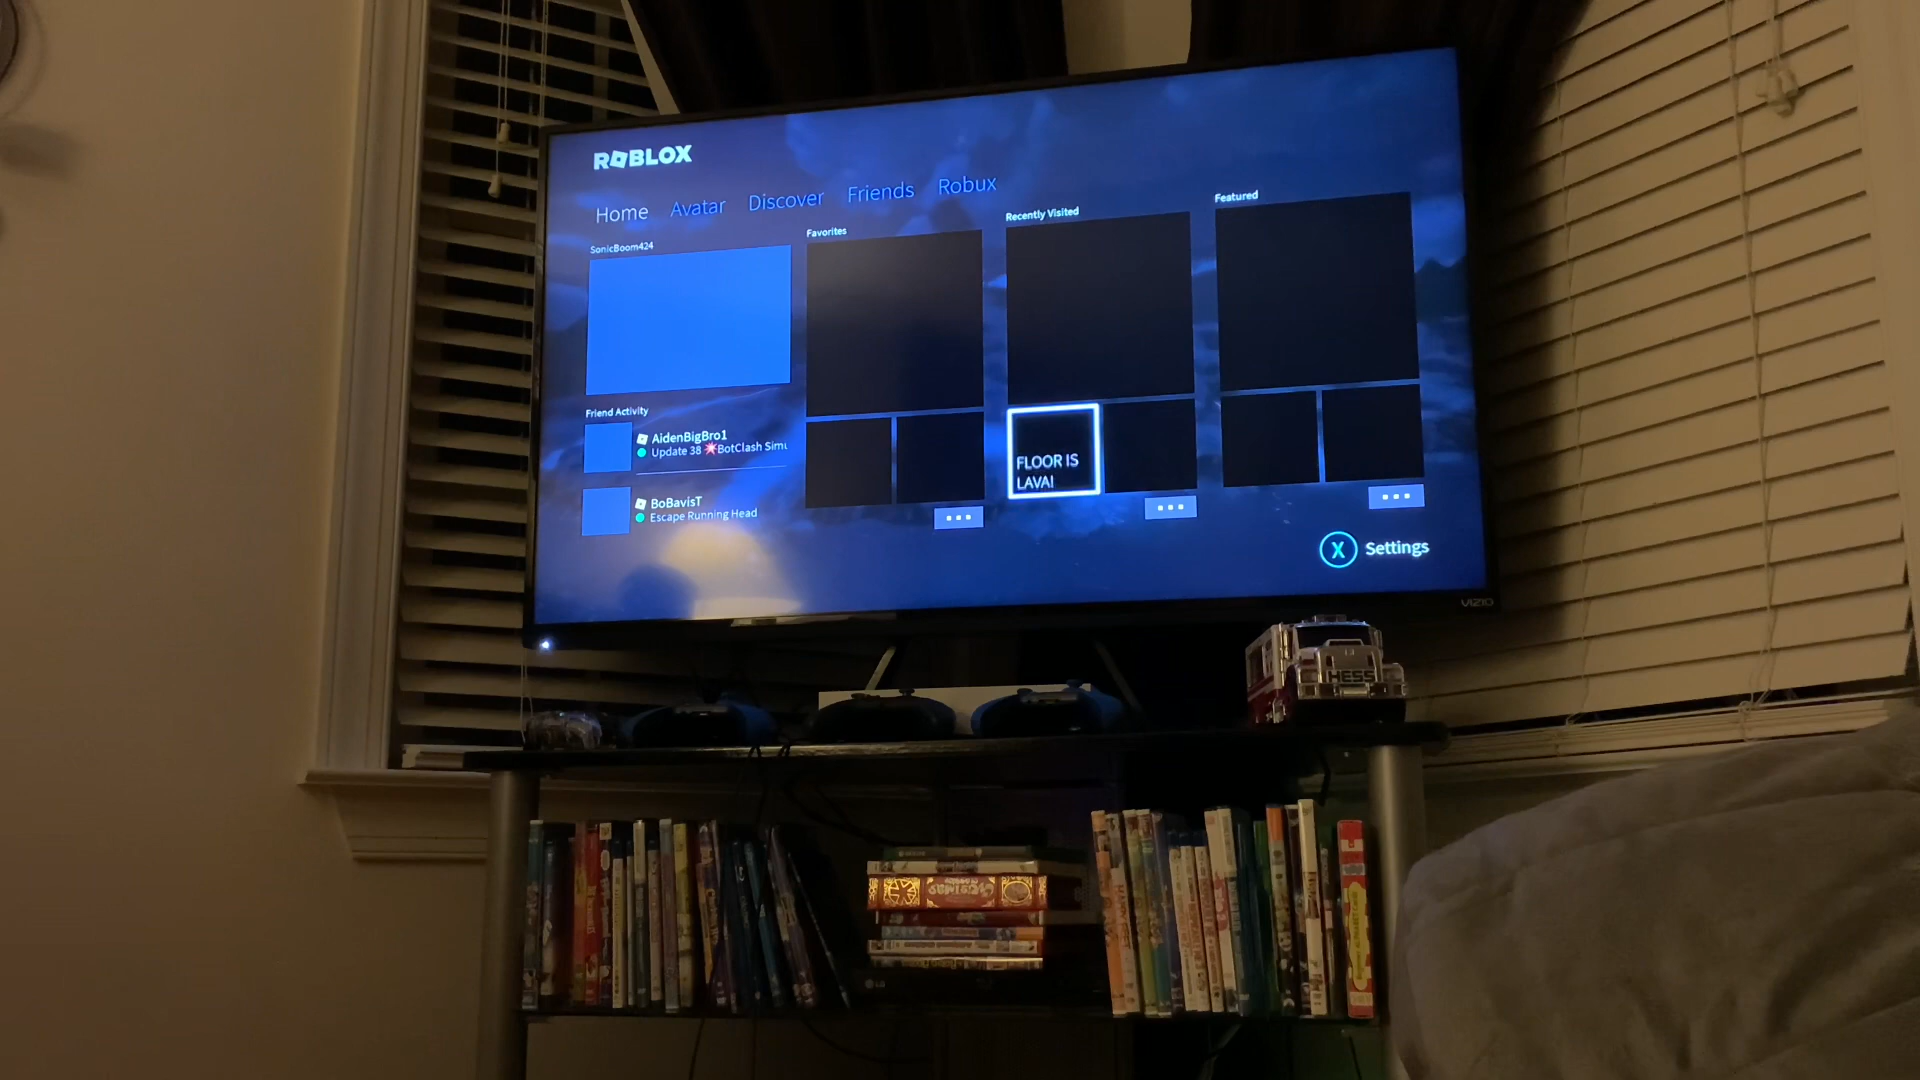 ROBLOX
Home Avatar Discover Friends Robux
SonicBoom424
Favorites
Recently Visited
Featured
Friend Activity
AidenBigBro1
Update 38 💥BotClash Simu
BoBavisT
Escape Running Head
FLOOR IS
LAVA!
X Settings
VIZIO
HESS
LG